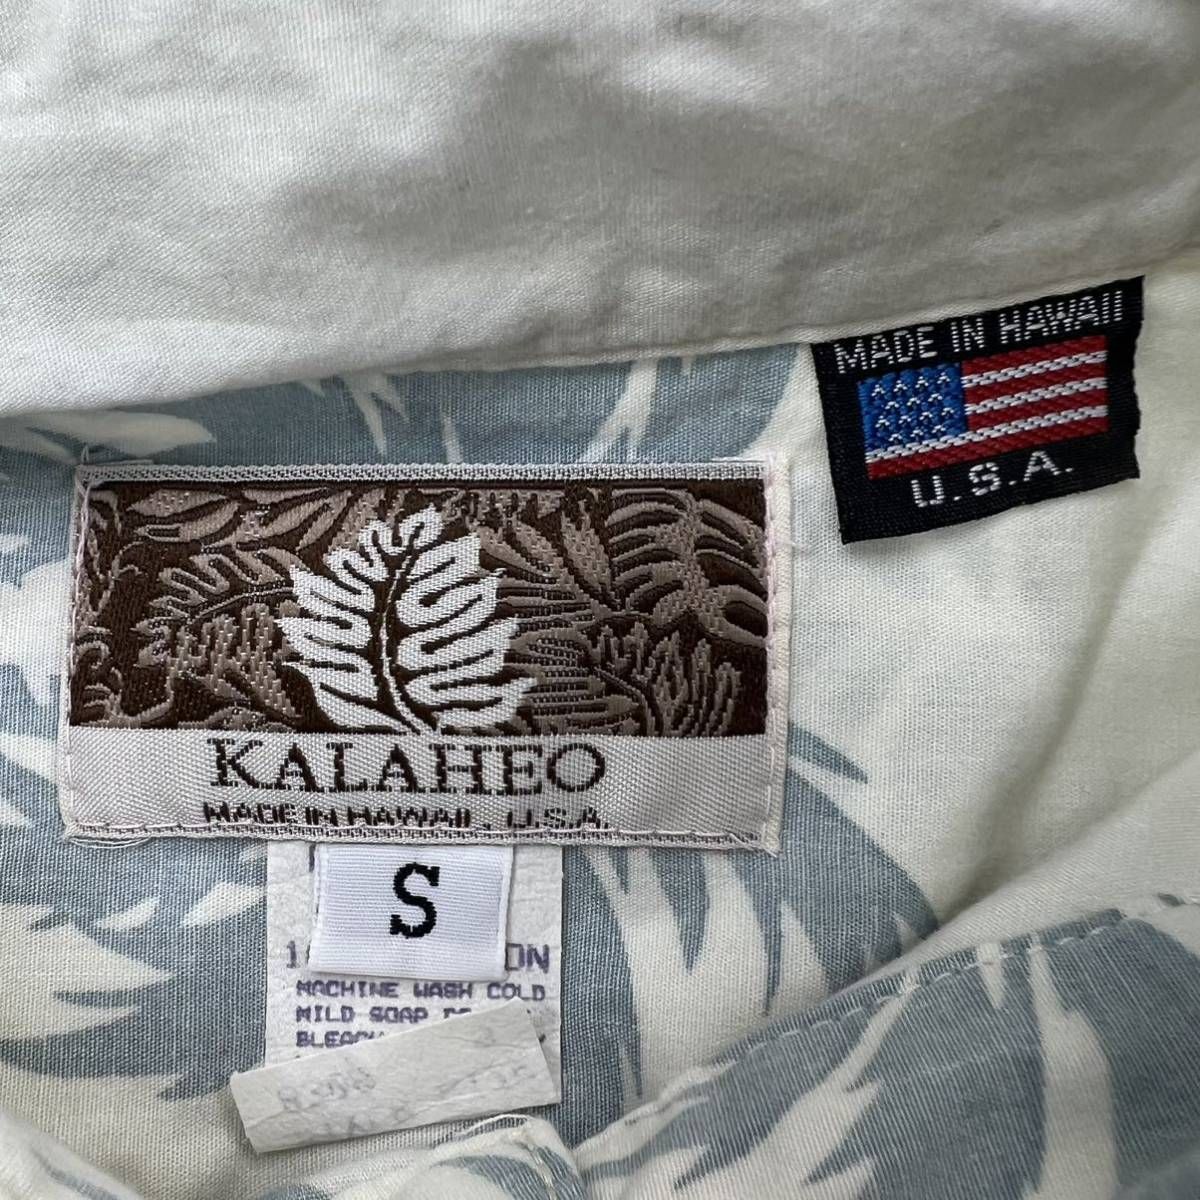 MADE IN HAWAII
U.S.A.
KALAHEO
MADE IN HAWAII, U.S.A.
S
MACHINE WASH COLD
MILD SOAP